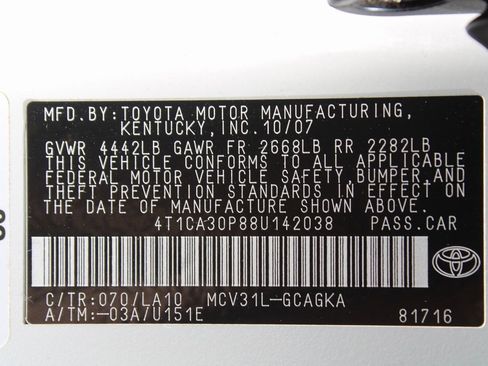 MFD.BY:TOYOTA MOTOR MANUFACTURING,
KENTUCKY,INC.10/07
GVWR 4442LB GAWR FR 2668LB RR 2282LB
THIS VEHICLE CONFORMS TO ALL APPLICABLE
FEDERAL MOTOR VEHICLE SAFETY,BUMPER,AND
THEFT PREVENTION STANDARDS IN EFFECT ON
THE DATE OF MANUFACTURE SHOWN ABOVE.
4T1CA30P88U142038 PASS.CAR
C/TR:070/LA10 MCV31L-GCAGKA
A/TM:-03A/U151E 81716